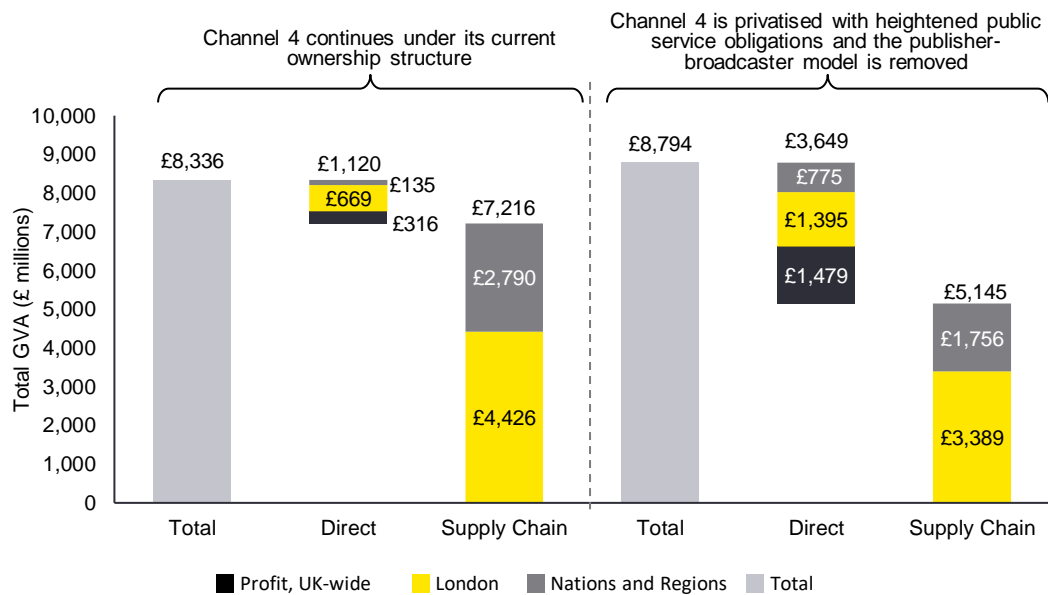 Channel 4 continues under its current
ownership structure
Channel 4 is privatised with heightened public
service obligations and the publisher-
broadcaster model is removed
Total GVA (£ millions)
10,000
9,000
8,000
7,000
6,000
5,000
4,000
3,000
2,000
1,000
0
£8,336
£1,120
£135
£669
£316
£7,216
£2,790
£4,426
£8,794
£3,649
£775
£1,395
£1,479
£5,145
£1,756
£3,389
Total
Direct
Supply Chain
Total
Direct
Supply Chain
Profit, UK-wide
London
Nations and Regions
Total